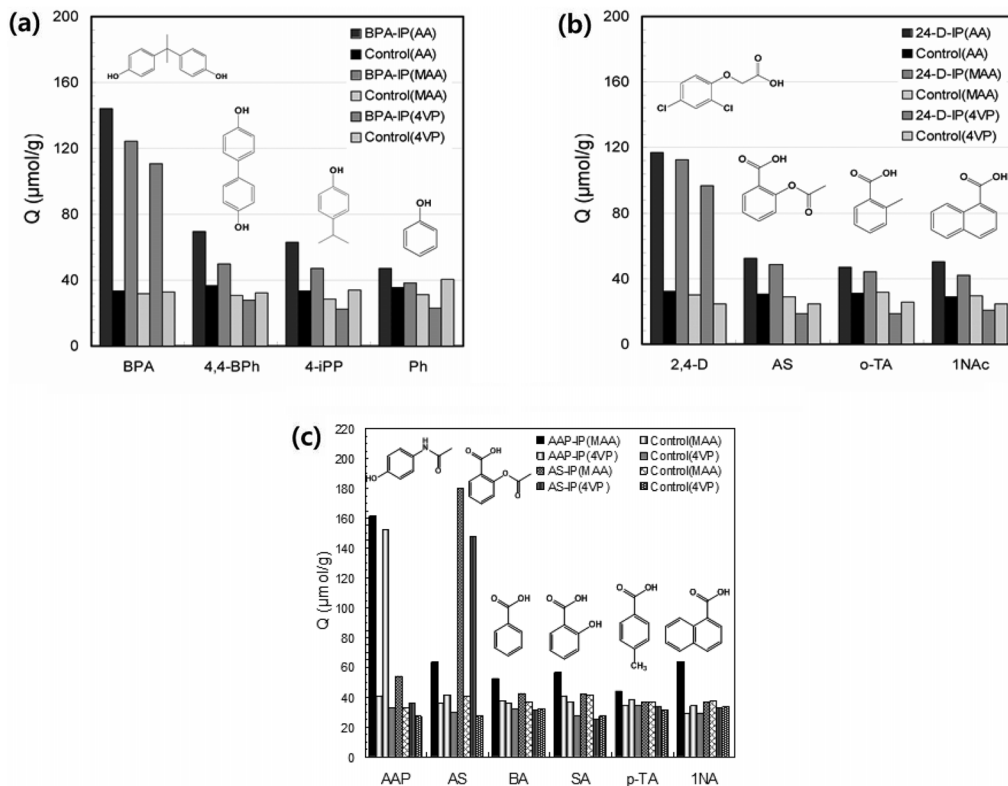 (a)
200
160
120
80
40
0
Q (µmol/g)
BPA-IP(AA)
Control(AA)
BPA-IP(MAA)
Control(MAA)
BPA-IP(4VP)
Control(4VP)
HO
OH
OH
OH
OH
OH
BPA 4,4-BPh 4-iPP Ph
(b)
200
160
120
80
40
0
Q (µmol/g)
24-D-IP(AA)
Control(AA)
24-D-IP(MAA)
Control(MAA)
24-D-IP(4VP)
Control(4VP)
O
O
OH
Cl
Cl
O
OH
O
O
O
OH
O
OH
2,4-D AS o-TA 1NAc
(c)
220
200
180
160
140
120
100
80
60
40
20
0
Q (µmol/g)
AAP-IP(MAA) Control(MAA)
AAP-IP(4VP) Control(4VP)
AS-IP(MAA) Control(MAA)
AS-IP(4VP) Control(4VP)
H
N
O
HO
O
OH
O
O
O
OH
O
OH
OH
O
OH
CH3
O
OH
AAP AS BA SA p-TA 1NA